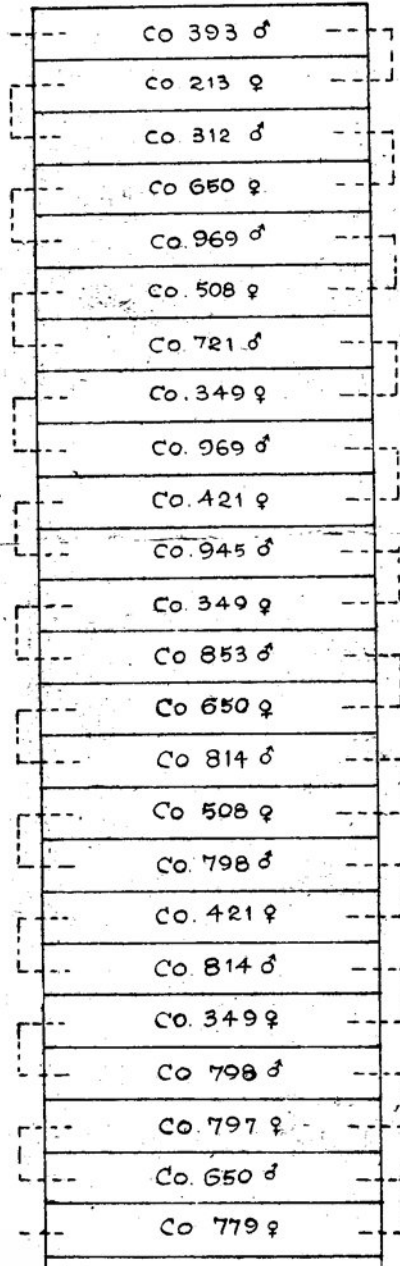 Co 393 ♂
Co 213 ♀
Co 312 ♂
Co 650 ♀
Co. 969 ♂
Co. 508 ♀
Co. 721 ♂
Co. 349 ♀
Co. 969 ♂
Co. 421 ♀
Co. 945 ♂
Co. 349 ♀
Co 853 ♂
Co 650 ♀
Co 814 ♂
Co 508 ♀
Co. 798 ♂
Co. 421 ♀
Co. 814 ♂
Co. 349 ♀
Co 798 ♂
Co. 797 ♀
Co. 650 ♂
Co 779 ♀